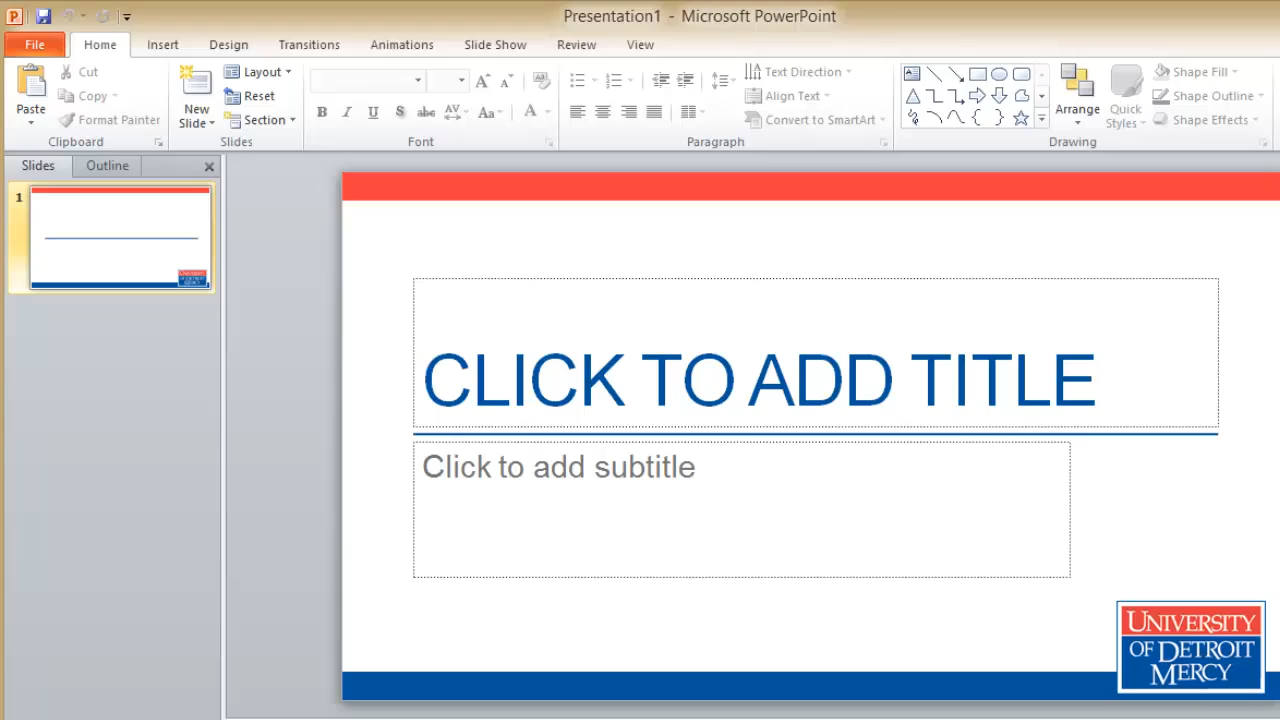 Presentation1 - Microsoft PowerPoint
File Home Insert Design Transitions Animations Slide Show Review View
Paste
Cut
Copy
Format Painter
Clipboard
New
Slide
Layout
Reset
Section
Slides
B I U S abc AV Aa A
Font
Text Direction
Align Text
Convert to SmartArt
Paragraph
Arrange
Quick
Styles
Shape Fill
Shape Outline
Shape Effects
Drawing
Slides Outline
1
CLICK TO ADD TITLE
Click to add subtitle
UNIVERSITY
OF DETROIT
MERCY